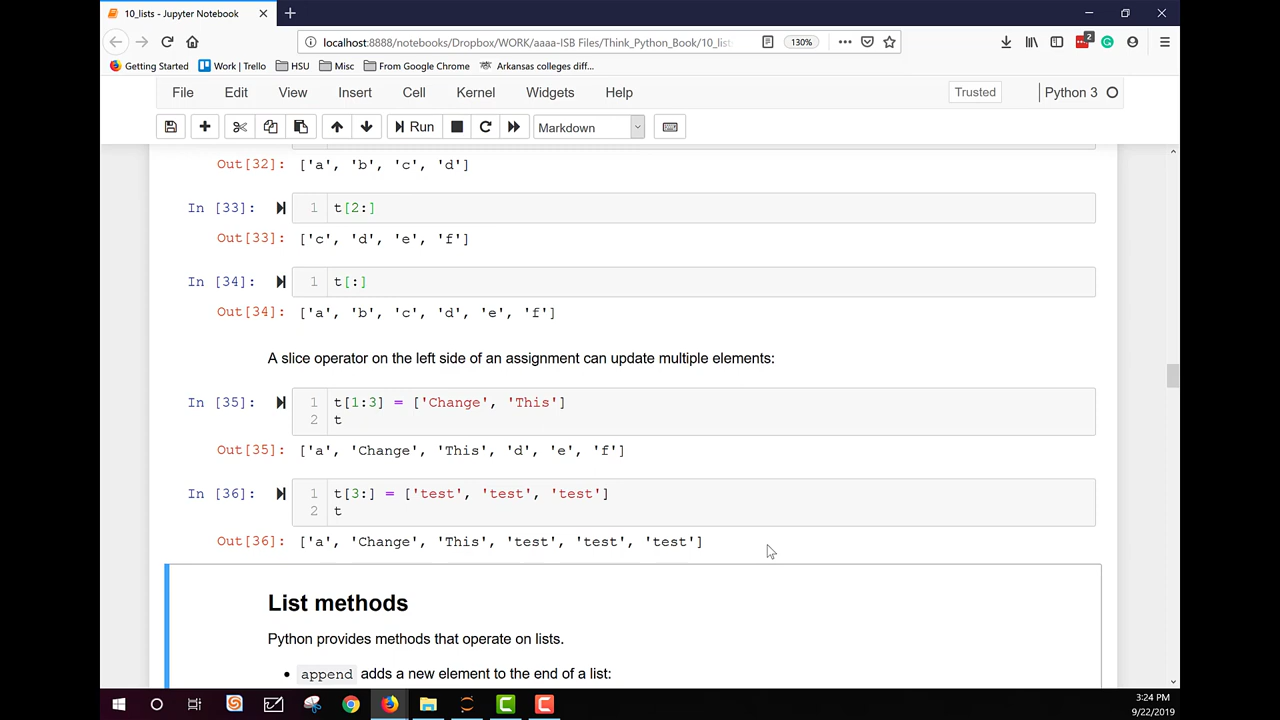 10_lists - Jupyter Notebook
localhost:8888/notebooks/Dropbox/WORK/aaaa-ISB Files/Think_Python_Book/10_lis
130%
2
Getting Started
Work | Trello
HSU
Misc
From Google Chrome
Arkansas colleges diff...
File Edit View Insert Cell Kernel Widgets Help
Trusted
Python 3
Run
Markdown
Out[32]: ['a', 'b', 'c', 'd']
In [33]: 1 t[2:]
Out[33]: ['c', 'd', 'e', 'f']
In [34]: 1 t[:]
Out[34]: ['a', 'b', 'c', 'd', 'e', 'f']
A slice operator on the left side of an assignment can update multiple elements:
In [35]: 1 t[1:3] = ['Change', 'This']
2 t
Out[35]: ['a', 'Change', 'This', 'd', 'e', 'f']
In [36]: 1 t[3:] = ['test', 'test', 'test']
2 t
Out[36]: ['a', 'Change', 'This', 'test', 'test', 'test']
List methods
Python provides methods that operate on lists.
• append adds a new element to the end of a list:
3:24 PM
9/22/2019